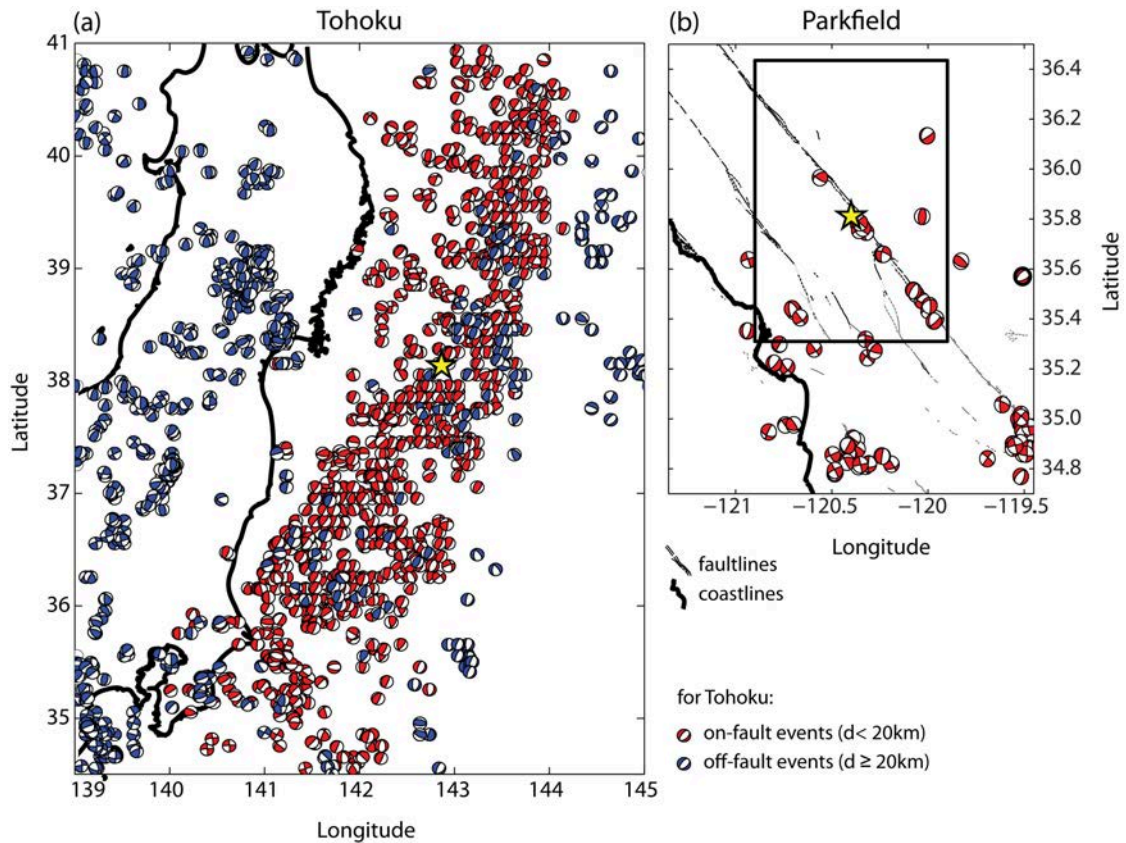 (a)
Tohoku
41
40
39
38
37
36
35
Latitude
139
140
141
142
143
144
145
Longitude
(b)
Parkfield
36.4
36.2
36.0
35.8
35.6
35.4
35.2
35.0
34.8
Latitude
−121
−120.5
−120
−119.5
Longitude
faultlines
coastlines
for Tohoku:
on-fault events (d< 20km)
off-fault events (d ≥ 20km)